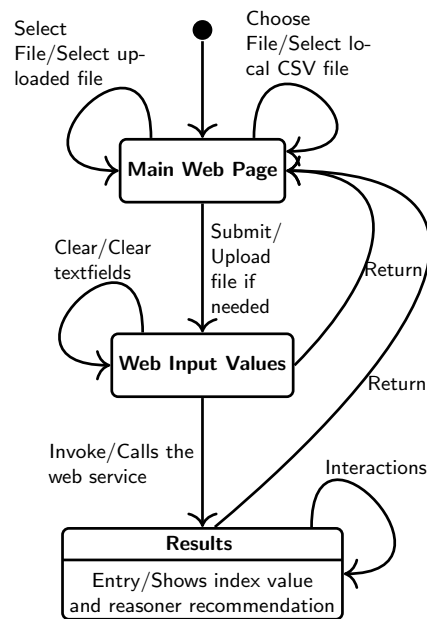 Select
File/Select up-
loaded file
Choose
File/Select lo-
cal CSV file
Main Web Page
Submit/
Upload
file if
needed
Clear/Clear
textfields
Return
Web Input Values
Return
Invoke/Calls the
web service
Interactions
Results
Entry/Shows index value
and reasoner recommendation